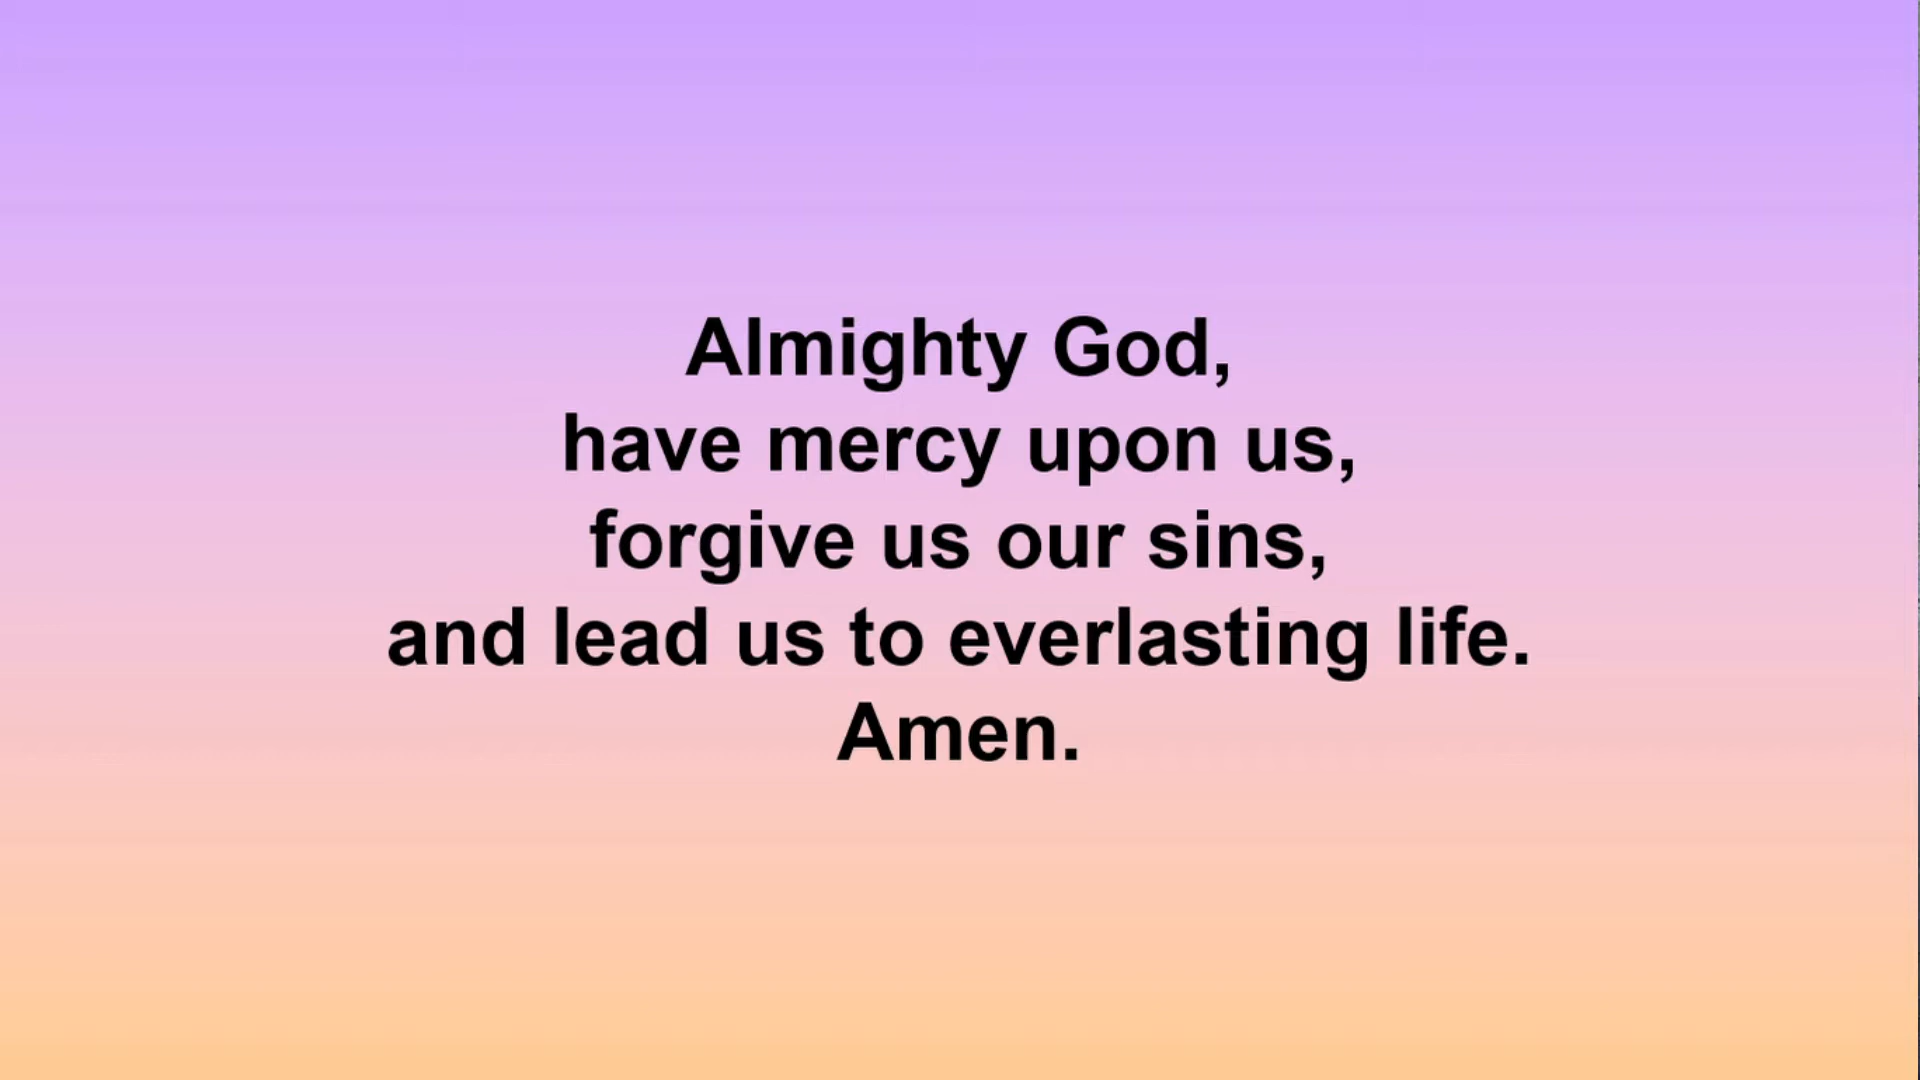 Almighty God,
have mercy upon us,
forgive us our sins,
and lead us to everlasting life.
Amen.